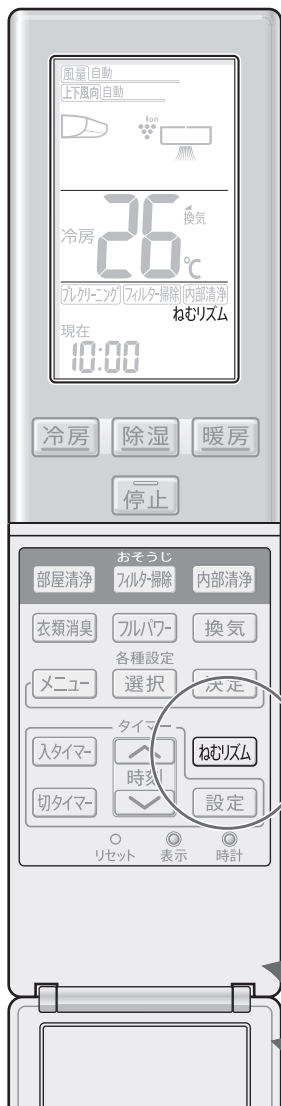 風量 自動
上下風向 自動
ion
冷房 26℃ 換気
プレクリーニング フィルター掃除 内部清浄
ねむリズム
現在
10:00
冷房 除湿 暖房
停止
おそうじ
部屋清浄 フィルター掃除 内部清浄
衣類消臭 フルパワー 換気
各種設定
メニュー 選択 決定
タイマー
入タイマー ねむリズム
時刻
切タイマー 設定
リセット 表示 時計